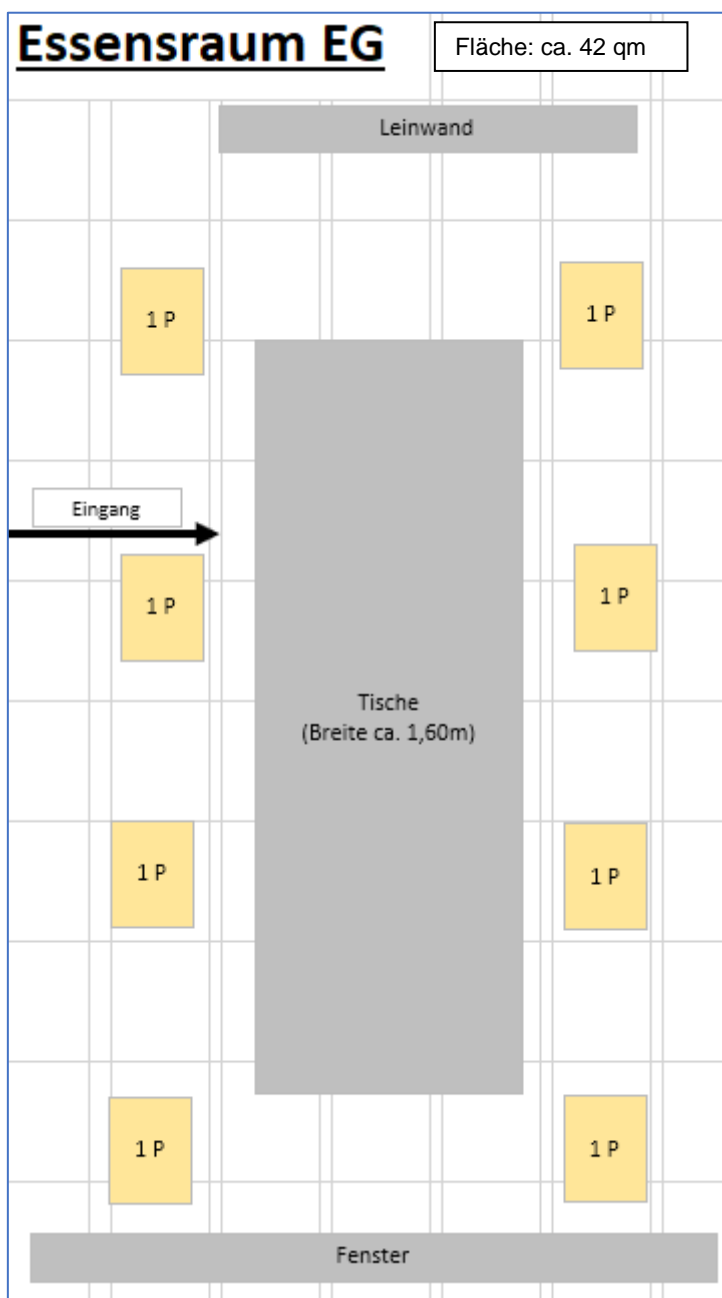 Essensraum EG
Fläche: ca. 42 qm
Leinwand
1 P
1 P
Eingang
1 P
1 P
Tische
(Breite ca. 1,60m)
1 P
1 P
1 P
1 P
Fenster